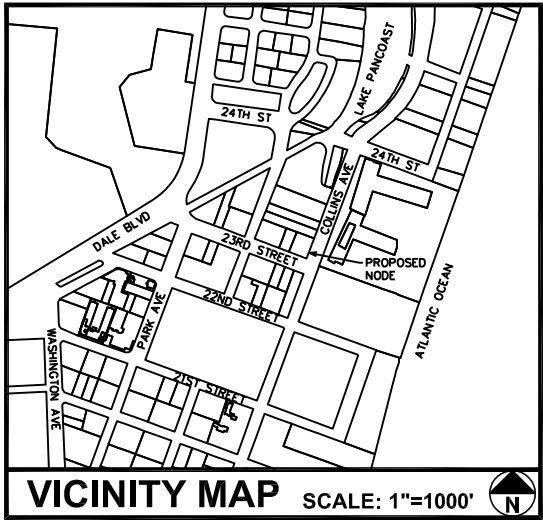 LAKE PANCOAST
24TH ST
24TH ST
COLLINS AVE
DALE BLVD
23RD STREET
PROPOSED
NODE
22ND STREET
PARK AVE
ATLANTIC OCEAN
WASHINGTON AVE
21ST STREET
VICINITY MAP SCALE: 1"=1000'
N